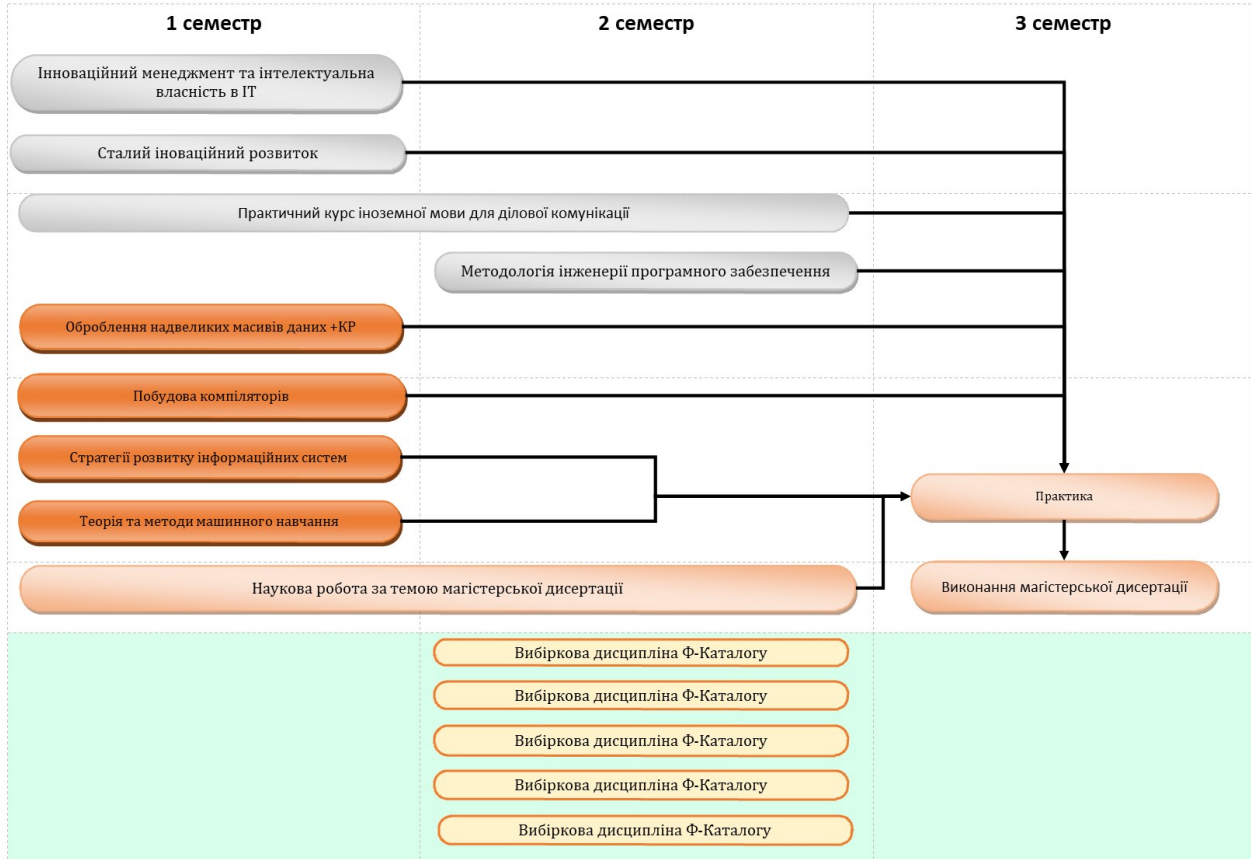 1 семестр
2 семестр
3 семестр
Інноваційний менеджмент та інтелектуальна
власність в ІТ
Сталий іноваційний розвиток
Практичний курс іноземної мови для ділової комунікації
Методологія інженерії програмного забезпечення
Оброблення надвеликих масивів даних +КР
Побудова компіляторів
Стратегії розвитку інформаційних систем
Теорія та методи машинного навчання
Практика
Наукова робота за темою магістерської дисертації
Виконання магістерської дисертації
Вибіркова дисципліна Ф-Каталогу
Вибіркова дисципліна Ф-Каталогу
Вибіркова дисципліна Ф-Каталогу
Вибіркова дисципліна Ф-Каталогу
Вибіркова дисципліна Ф-Каталогу